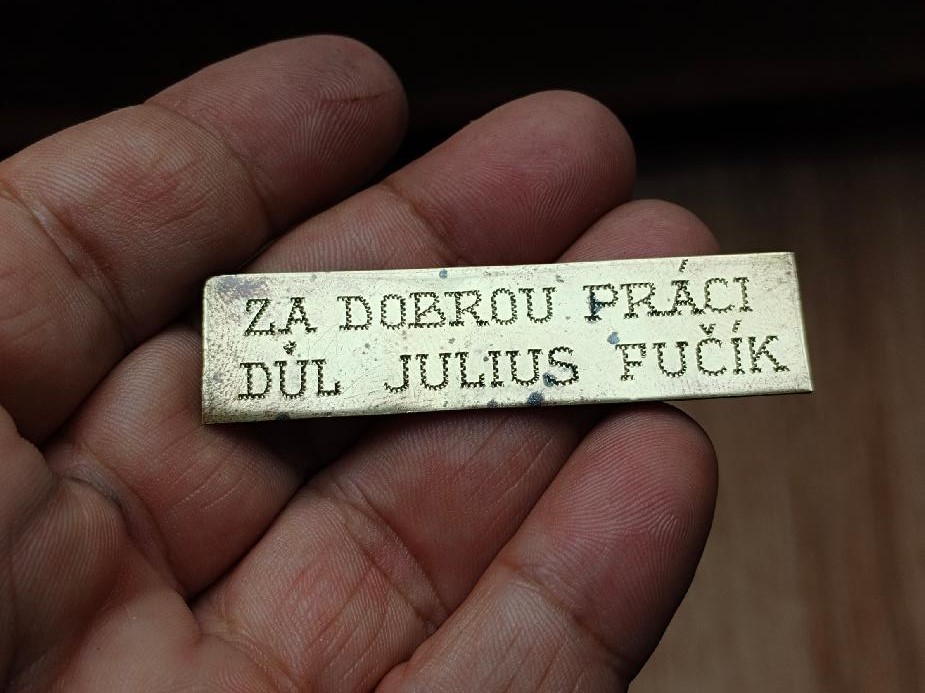 ZA DOBROU PRÁCI
DŮL JULIUS FUČÍK